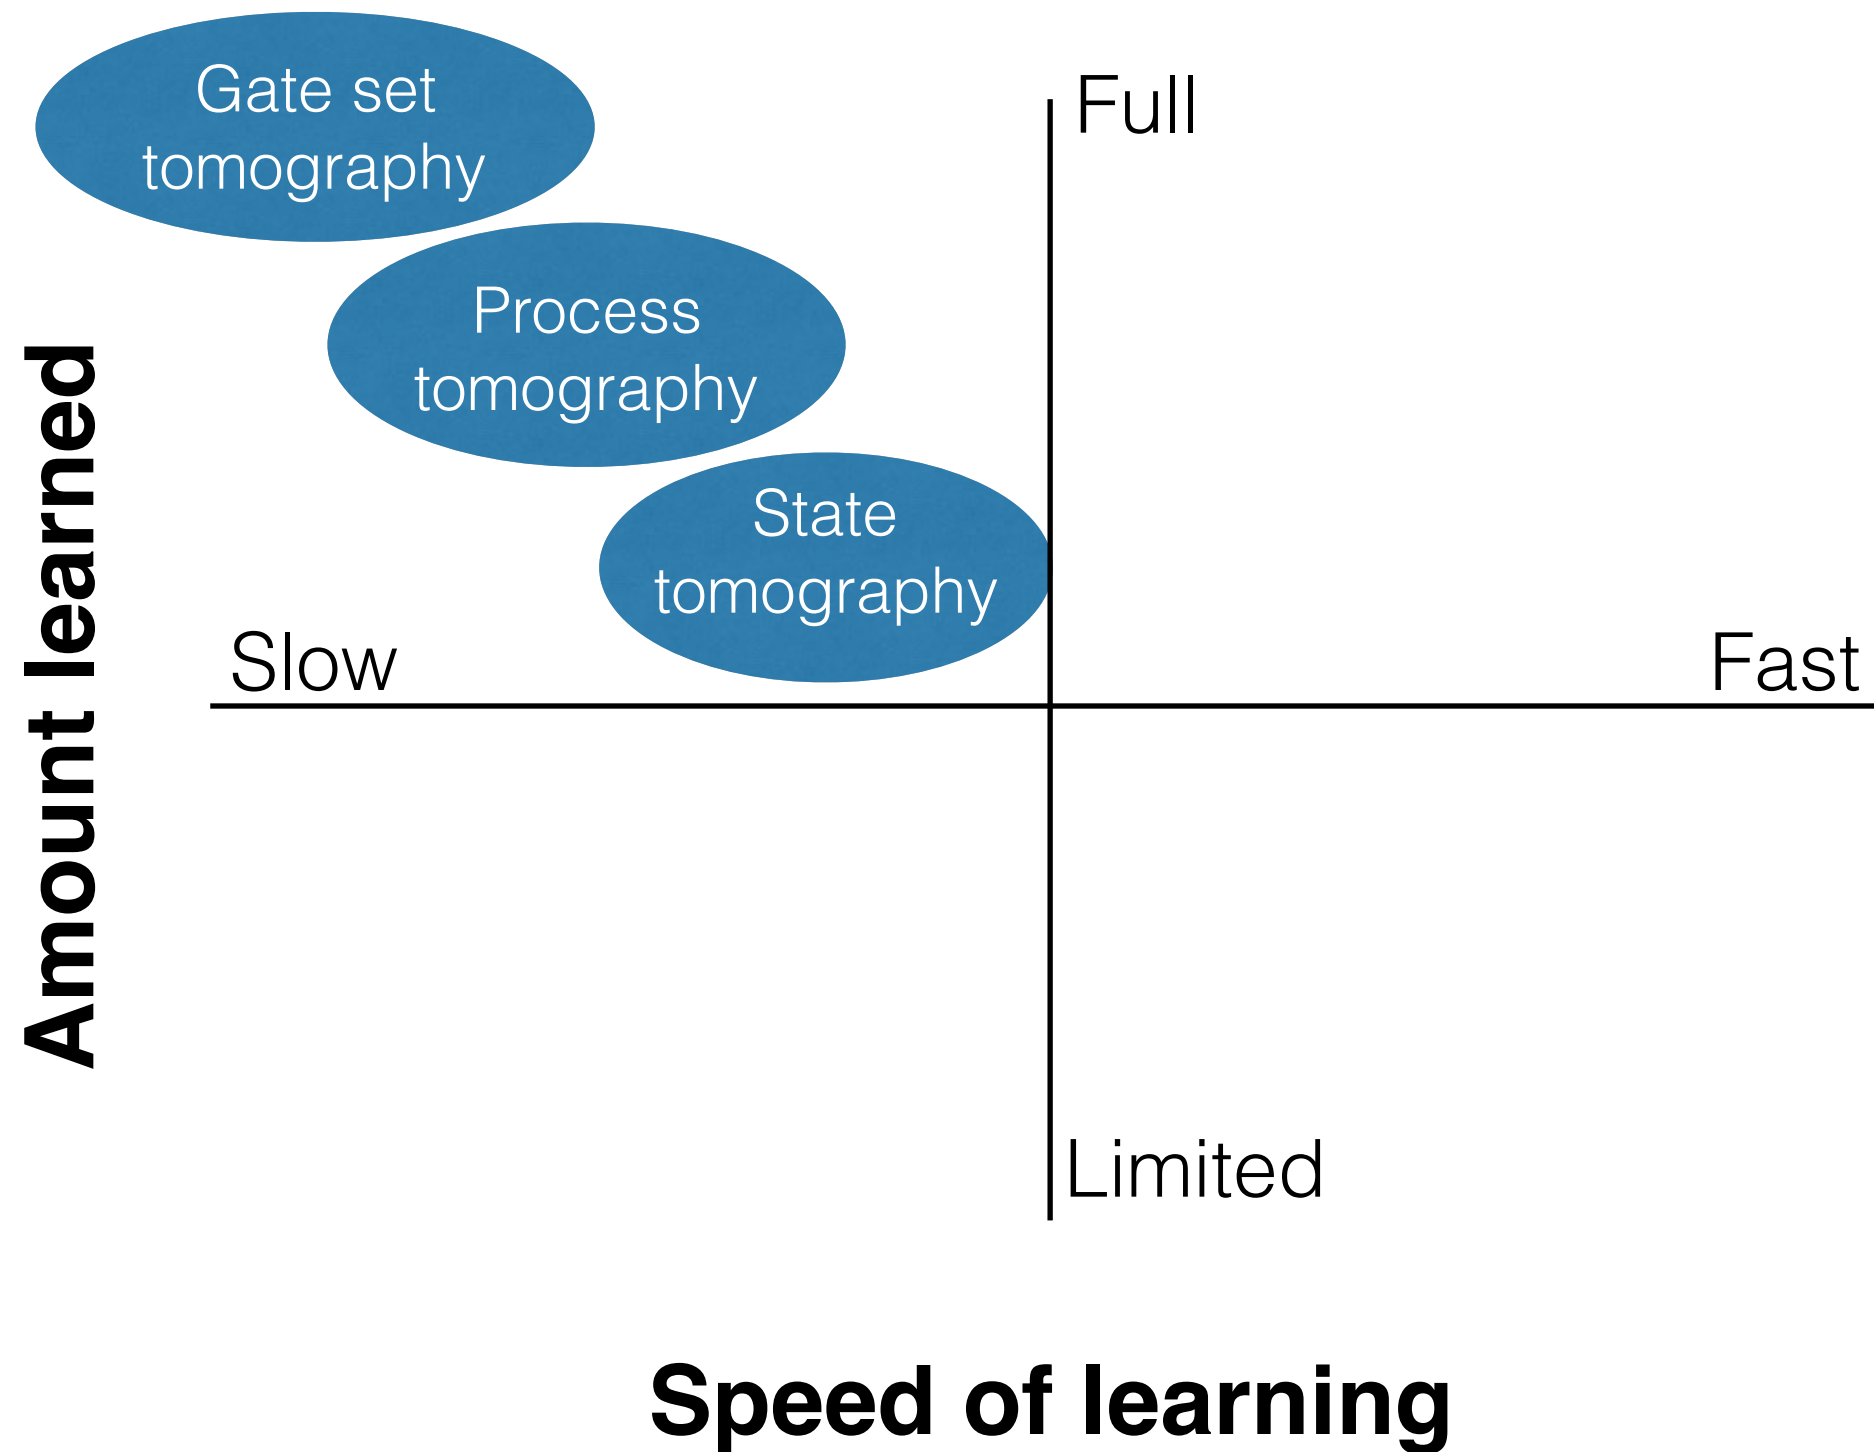 Gate set
tomography
Full
Process
tomography
State
tomography
Slow
Fast
Amount learned
Limited
Speed of learning